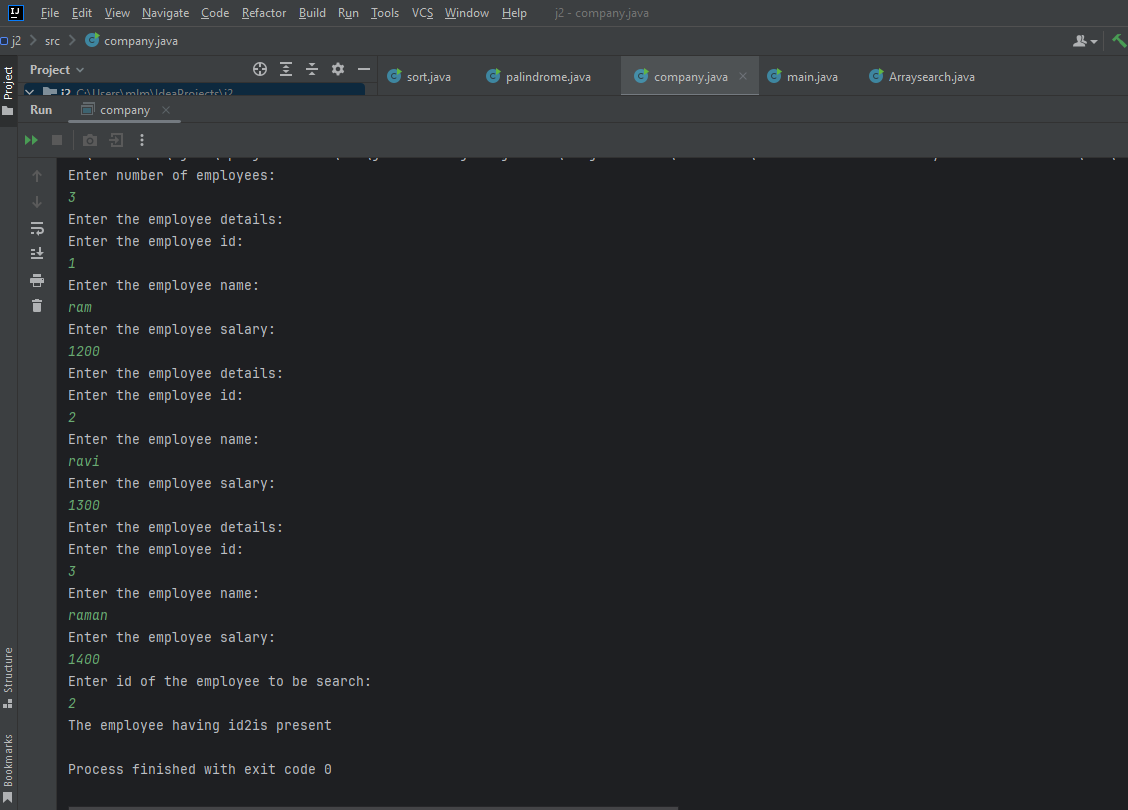 File Edit View Navigate Code Refactor Build Run Tools VCS Window Help j2 - company.java
j2 src company.java
Project
Project sort.java palindrome.java company.java main.java Arraysearch.java
j2 C:\Users\mlm\IdeaProjects\j2
Run company
Enter number of employees:
3
Enter the employee details:
Enter the employee id:
1
Enter the employee name:
ram
Enter the employee salary:
1200
Enter the employee details:
Enter the employee id:
2
Enter the employee name:
ravi
Enter the employee salary:
1300
Enter the employee details:
Enter the employee id:
3
Enter the employee name:
raman
Enter the employee salary:
1400
Enter id of the employee to be search:
2
The employee having id2is present
Process finished with exit code 0
Structure
Bookmarks